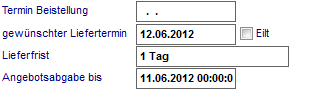 Termin Beistellung . .
gewünschter Liefertermin 12.06.2012 Eilt
Lieferfrist 1 Tag
Angebotsabgabe bis 11.06.2012 00:00:0